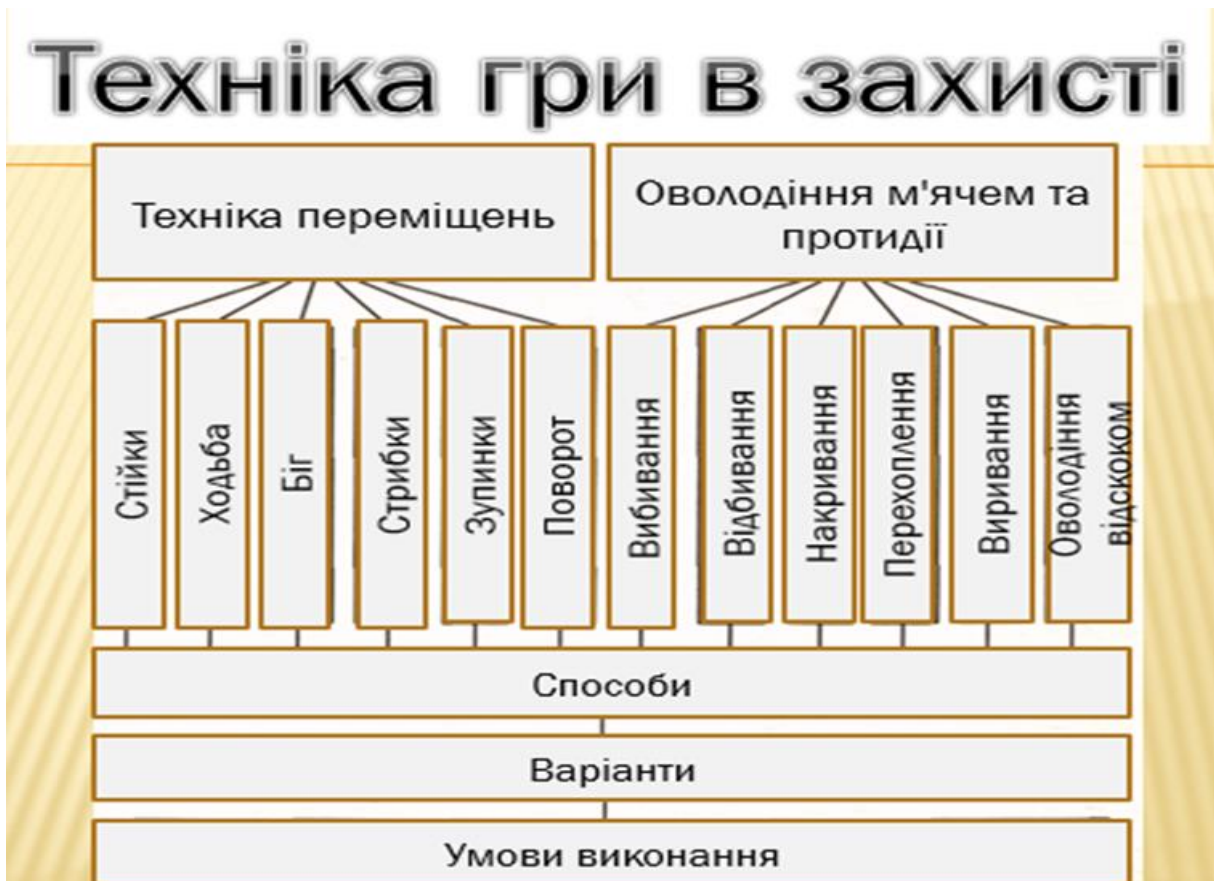 Техніка гри в захисті
Техніка переміщень
Оволодіння м'ячем та
протидії
Стійки
Ходьба
Біг
Стрибки
Зупинки
Поворот
Вибивання
Відбивання
Накривання
Перехоплення
Виривання
Оволодіння
відскоком
Способи
Варіанти
Умови виконання